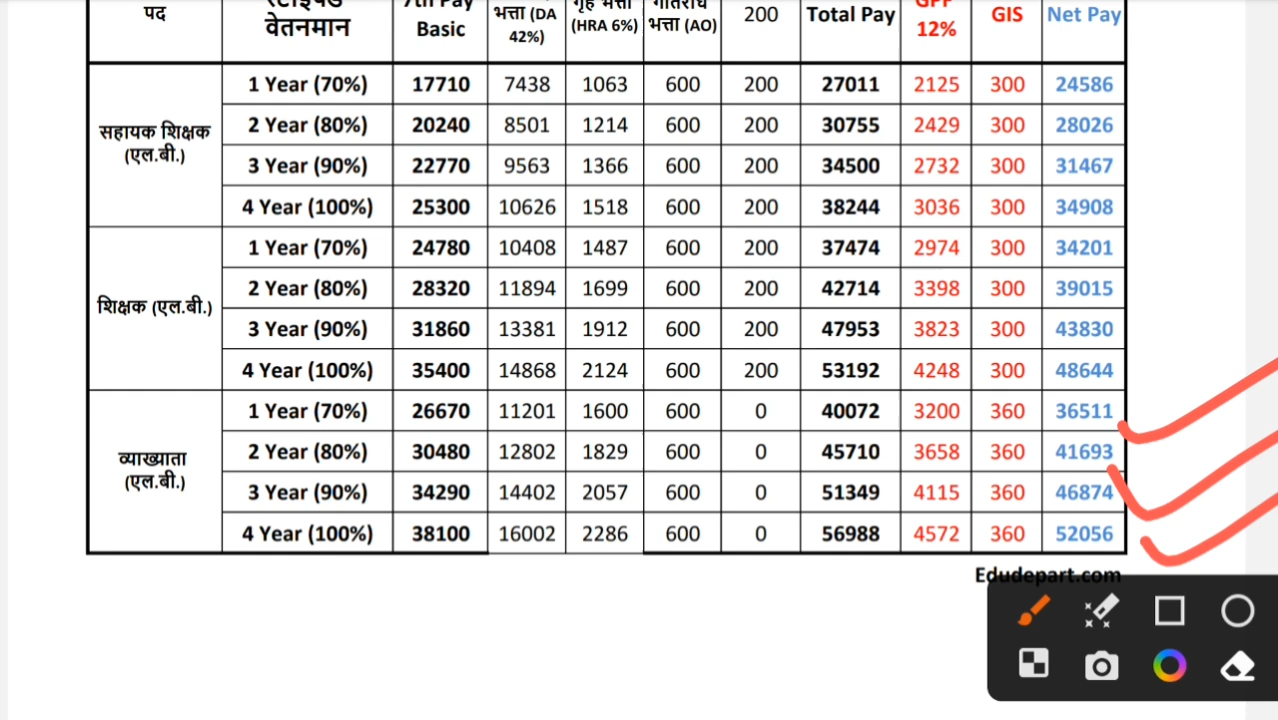 पद वेतनमान 7th Pay Basic भत्ता (DA 42%) गृह भत्ता (HRA 6%) गतिरोध भत्ता (AO) 200 Total Pay GPF 12% GIS Net Pay
सहायक शिक्षक (एल.बी.)
1 Year (70%) 17710 7438 1063 600 200 27011 2125 300 24586
2 Year (80%) 20240 8501 1214 600 200 30755 2429 300 28026
3 Year (90%) 22770 9563 1366 600 200 34500 2732 300 31467
4 Year (100%) 25300 10626 1518 600 200 38244 3036 300 34908
शिक्षक (एल.बी.)
1 Year (70%) 24780 10408 1487 600 200 37474 2974 300 34201
2 Year (80%) 28320 11894 1699 600 200 42714 3398 300 39015
3 Year (90%) 31860 13381 1912 600 200 47953 3823 300 43830
4 Year (100%) 35400 14868 2124 600 200 53192 4248 300 48644
व्याख्याता (एल.बी.)
1 Year (70%) 26670 11201 1600 600 0 40072 3200 360 36511
2 Year (80%) 30480 12802 1829 600 0 45710 3658 360 41693
3 Year (90%) 34290 14402 2057 600 0 51349 4115 360 46874
4 Year (100%) 38100 16002 2286 600 0 56988 4572 360 52056
Edudepart.com